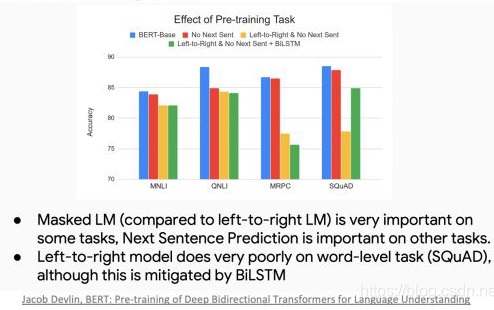 Effect of Pre-training Task
BERT-Base No Next Sent Left-to-Right & No Next Sent
Left-to-Right & No Next Sent + BiLSTM
90
85
80
75
70
Accuracy
MNLI QNLI MRPC SQuAD
● Masked LM (compared to left-to-right LM) is very important on
some tasks, Next Sentence Prediction is important on other tasks.
● Left-to-right model does very poorly on word-level task (SQuAD),
although this is mitigated by BiLSTM
https://blog.csdn.ne
Jacob Devlin, BERT: Pre-training of Deep Bidirectional Transformers for Language Understanding